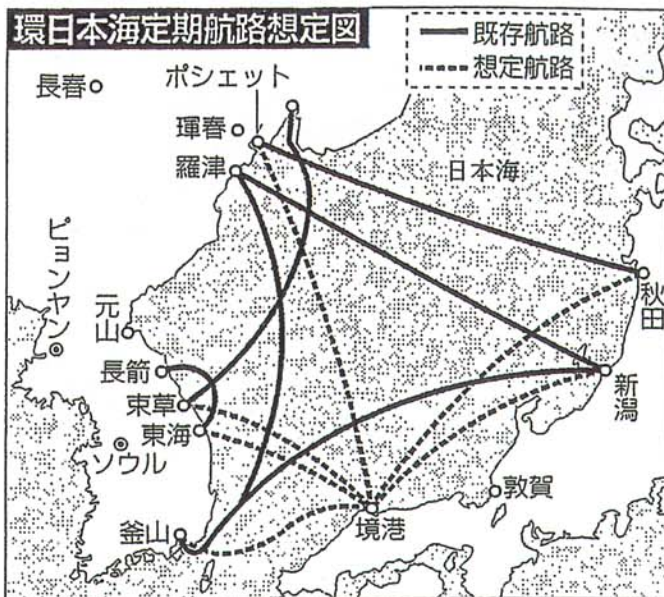 環日本海定期航路想定図
既存航路
想定航路
長春
ポシェット
琿春
羅津
日本海
ピョンヤン
元山
長箭
束草
東海
ソウル
釜山
境港
敦賀
新潟
秋田